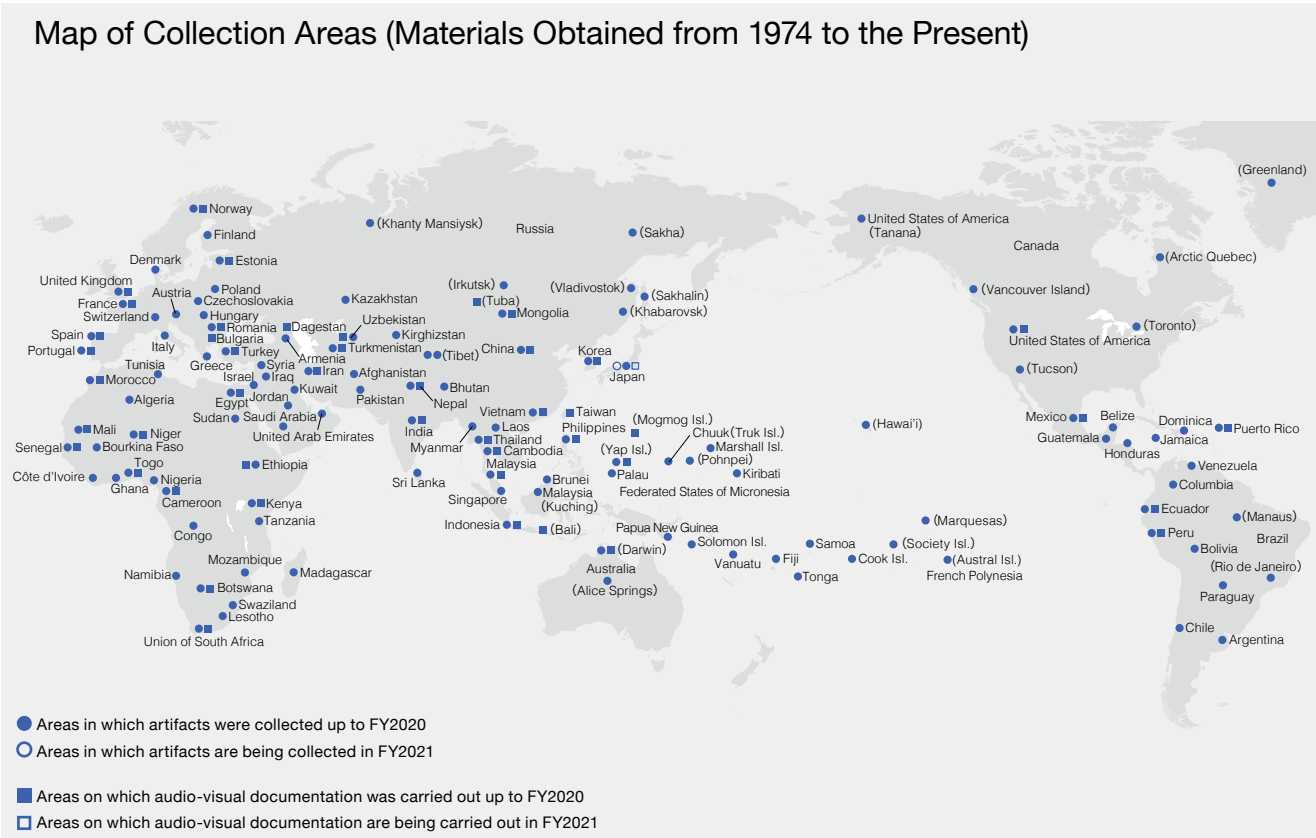 Map of Collection Areas (Materials Obtained from 1974 to the Present)
(Greenland)
Norway
(Khanty Mansiysk)
Russia
(Sakha)
United States of America
(Tanana)
Canada
Finland
(Arctic Quebec)
Denmark
Estonia
United Kingdom
Austria
Poland
(Irkutsk)
(Vladivostok)
(Vancouver Island)
France
Czechoslovakia
Kazakhstan
(Tuba)
(Sakhalin)
Switzerland
Hungary
Mongolia
(Khabarovsk)
Uzbekistan
Romania
Dagestan
(Toronto)
Spain
Bulgaria
Kirghizstan
United States of America
Italy
Portugal
Turkey
Armenia
Turkmenistan
(Tibet)
China
Korea
Greece
Tunisia
Syria
Iran
Afghanistan
Japan
(Tucson)
Morocco
Israel
Iraq
Kuwait
Bhutan
Algeria
Egypt
Jordan
Pakistan
Nepal
Sudan
Saudi Arabia
Vietnam
Taiwan
(Mogmog Isl.)
(Hawai'i)
Mexico
Belize
Dominica
Puerto Rico
United Arab Emirates
India
Laos
Philippines
Chuuk(Truk Isl.)
Mali
Niger
Myanmar
Thailand
Guatemala
Jamaica
Senegal
Bourkina Faso
Cambodia
(Yap Isl.)
Marshall Isl.
Honduras
Togo
Ethiopia
Malaysia
(Pohnpei)
Venezuela
Côte d'Ivoire
Ghana
Nigeria
Sri Lanka
Brunei
Palau
Kiribati
Columbia
Cameroon
Kenya
Singapore
Malaysia
(Kuching)
Federated States of Micronesia
Ecuador
Tanzania
Indonesia
(Bali)
Papua New Guinea
(Marquesas)
(Manaus)
Congo
Peru
Brazil
Solomon Isl.
Samoa
(Society Isl.)
(Darwin)
Bolivia
Mozambique
Vanuatu
Fiji
Cook Isl.
(Austral Isl.)
Australia
(Rio de Janeiro)
Namibia
Madagascar
Tonga
French Polynesia
Botswana
(Alice Springs)
Paraguay
Swaziland
Lesotho
Chile
Union of South Africa
Argentina
Areas in which artifacts were collected up to FY2020
Areas in which artifacts are being collected in FY2021
Areas on which audio-visual documentation was carried out up to FY2020
Areas on which audio-visual documentation are being carried out in FY2021